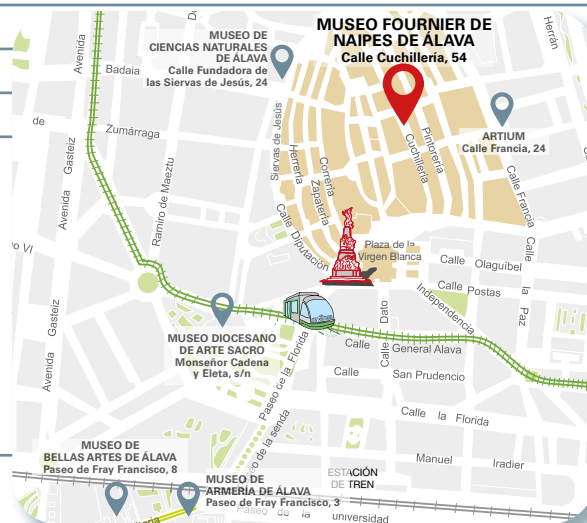 MUSEO FOURNIER DE
NAIPES DE ÁLAVA
Calle Cuchillería, 54
MUSEO DE
CIENCIAS NATURALES
DE ÁLAVA
Calle Fundadora de
las Siervas de Jesús, 24
ARTIUM
Calle Francia, 24
Herrán
Avenida
Badaia
de
Zumárraga
Gasteiz
Avenida
Ramiro de Maeztu
Siervas de Jesús
Herrería
Correría
Zapatería
Cuchillería
Pintorería
Calle Francia
Calle Diputación
Plaza de la
Virgen Blanca
Calle Olaguíbel
Calle Postas
Independencia
Calle
la
Paz
Calle Dato
Calle General Alava
Calle San Prudencio
Calle la Florida
Manuel Iradier
MUSEO DIOCESANO
DE ARTE SACRO
Monseñor Cadena
y Eleta, s/n
Paseo de la Florida
de la senda
Avenida Gasteiz
MUSEO DE
BELLAS ARTES DE ÁLAVA
Paseo de Fray Francisco, 8
MUSEO DE
ARMERÍA DE ÁLAVA
Paseo de Fray Francisco, 3
ESTACIÓN
DE TREN
Paseo de la universidad